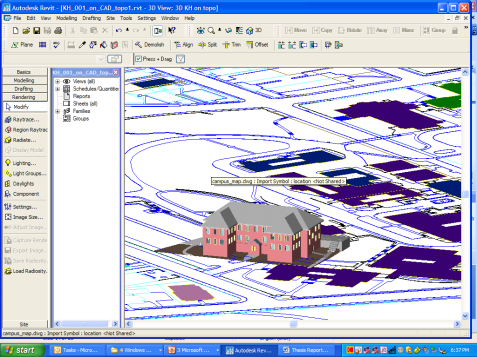 Autodesk Revit - [KH_001_on_CAD_topo1.rvt - 3D View: 3D KH on topo]
File Edit View Modelling Drafting Site Tools Settings Window Help
3D Move Copy Rotate Array Mirror Group
Plane Demolish Align Split Trim Offset
Press + Drag
Basics
Modelling
Drafting
Rendering
Modify
Raytrace...
Region Raytrac
Radiate...
Display Model
Lighting...
Light Groups...
Daylights
Component
Settings...
Image Size...
Adjust Image
Capture Rende
Export Image
Save Radiosity
Load Radiosity.
Site
KH_001_on_CAD_top...
Views (all)
Schedules/Quantitie
Reports
Sheets (all)
Families
Groups
campus_map.dwg : Import Symbol : location <Not Shared>
campus_map.dwg : Import Symbol : location <Not Shared>
start
Tasks - Micro...
4 Windows ...
3 Microsoft ...
Autodesk Rev...
Thesis Report...
6:37 PM